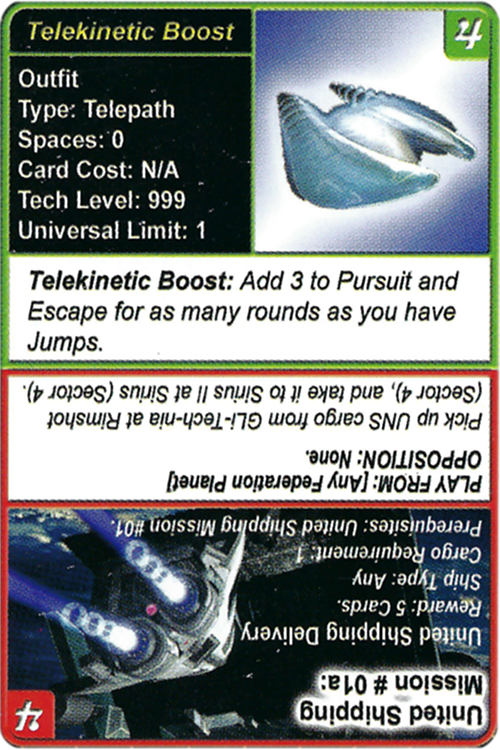 Telekinetic Boost
4
Outfit
Type: Telepath
Spaces: 0
Card Cost: N/A
Tech Level: 999
Universal Limit: 1
Telekinetic Boost: Add 3 to Pursuit and
Escape for as many rounds as you have
Jumps.
United Shipping
Mission # 01a:
4
United Shipping Delivery
Reward: 5 Cards.
Ship Type: Any
Cargo Requirement: 1
Prerequisites: United Shipping Mission #01.
PLAY FROM: [Any Federation Planet]
OPPOSITION: None.
Pick up UNS cargo from GLi-Tech-nia at Rimshot
(Sector 4), and take it to Sirius II at Sirius (Sector 4).